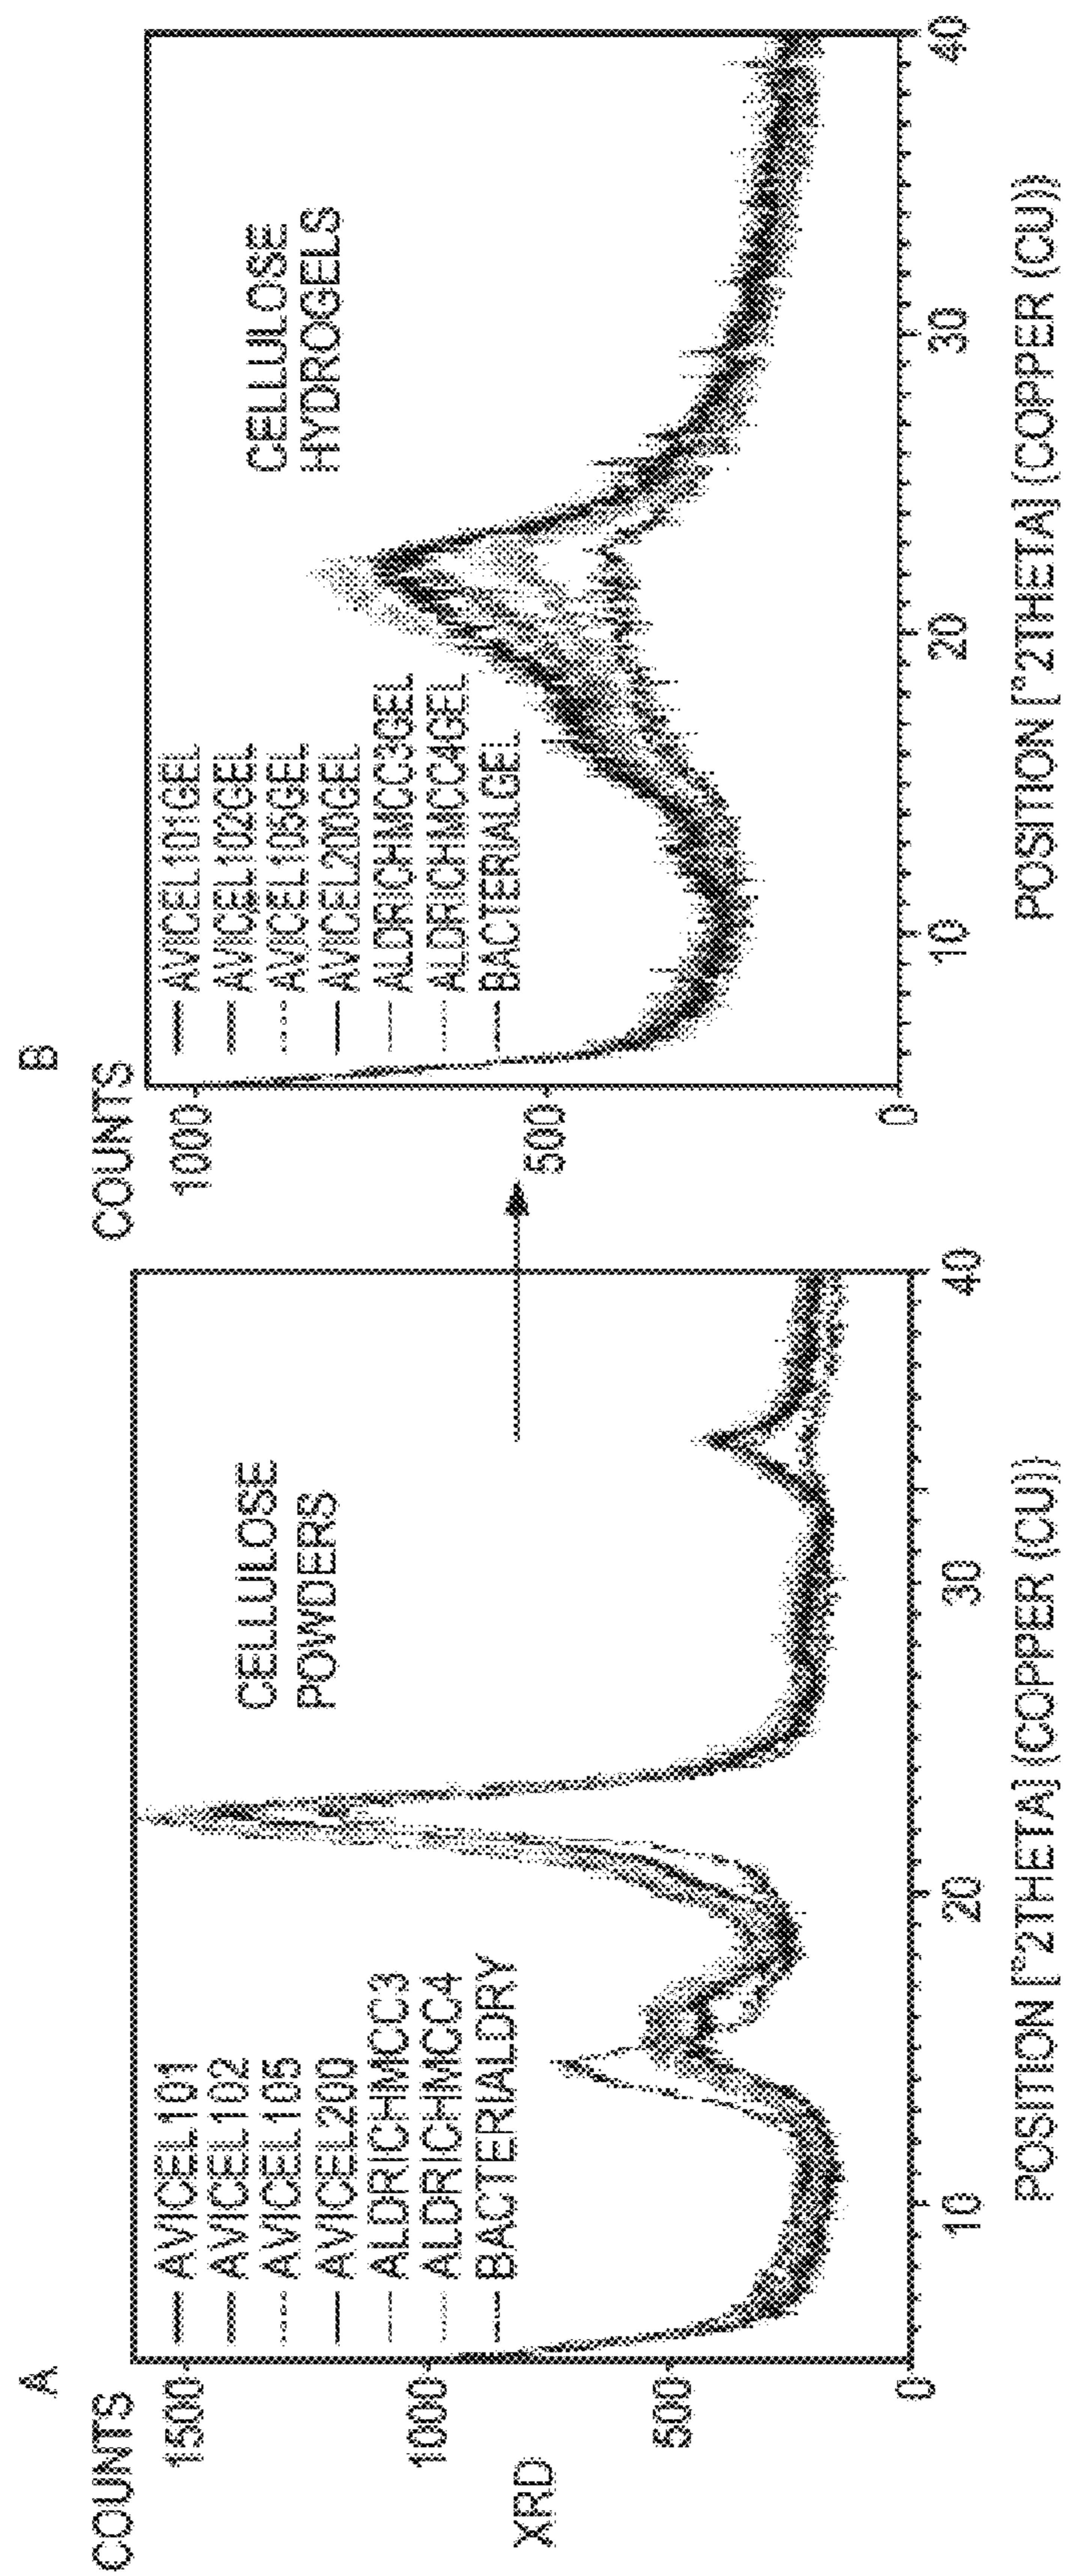 A
COUNTS
1500
1000
500
0
XRD
AVICEL101
AVICEL102
AVICEL105
AVICEL200
ALDRICHMCC3
ALDRICHMCC4
BACTERIALDRY
CELLULOSE
POWDERS
10
20
30
40
POSITION [°2THETA] (COPPER (CU))
B
COUNTS
1000
500
0
AVICEL101GEL
AVICEL102GEL
AVICEL105GEL
AVICEL200GEL
ALDRICHMCC3GEL
ALDRICHMCC4GEL
BACTERIALGEL
CELLULOSE
HYDROGELS
10
20
30
40
POSITION [°2THETA] (COPPER (CU))